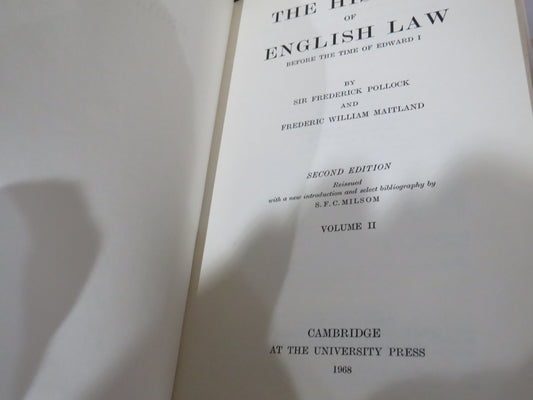 THE
OF
ENGLISH LAW
BEFORE THE TIME OF EDWARD I
BY
SIR FREDERICK POLLOCK
AND
FREDERIC WILLIAM MAITLAND
SECOND EDITION
Reissued
with a new introduction and select bibliography by
S. F. C. MILSOM
VOLUME II
CAMBRIDGE
AT THE UNIVERSITY PRESS
1968